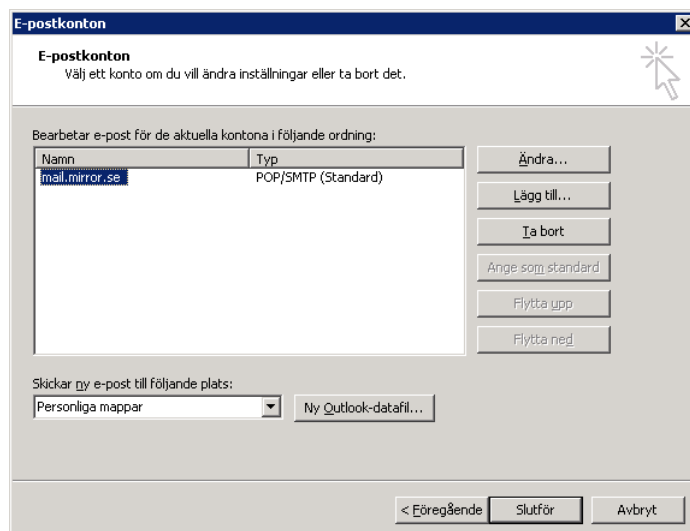 E-postkonton
E-postkonton
Välj ett konto om du vill ändra inställningar eller ta bort det.
Bearbetar e-post för de aktuella kontona i följande ordning:
Namn Typ
mail.mirror.se POP/SMTP (Standard)
Ändra...
Lägg till...
Ta bort
Ange som standard
Flytta upp
Flytta ned
Skickar ny e-post till följande plats:
Personliga mappar Ny Outlook-datafil...
< Föregående Slutför Avbryt